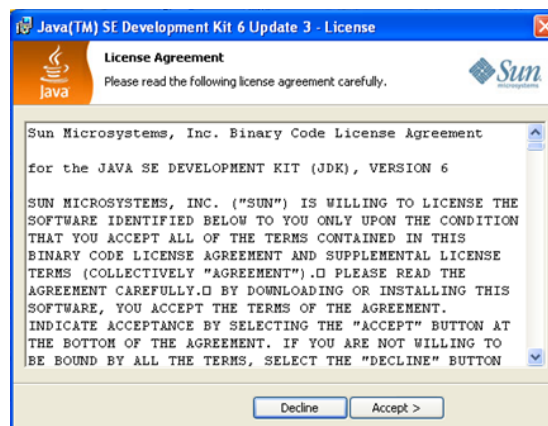 Java(TM) SE Development Kit 6 Update 3 - License
License Agreement
Please read the following license agreement carefully.
Java
Sun
microsystems
Sun Microsystems, Inc. Binary Code License Agreement
for the JAVA SE DEVELOPMENT KIT (JDK), VERSION 6
SUN MICROSYSTEMS, INC. ("SUN") IS WILLING TO LICENSE THE
SOFTWARE IDENTIFIED BELOW TO YOU ONLY UPON THE CONDITION
THAT YOU ACCEPT ALL OF THE TERMS CONTAINED IN THIS
BINARY CODE LICENSE AGREEMENT AND SUPPLEMENTAL LICENSE
TERMS (COLLECTIVELY "AGREEMENT").□ PLEASE READ THE
AGREEMENT CAREFULLY.□ BY DOWNLOADING OR INSTALLING THIS
SOFTWARE, YOU ACCEPT THE TERMS OF THE AGREEMENT.
INDICATE ACCEPTANCE BY SELECTING THE "ACCEPT" BUTTON AT
THE BOTTOM OF THE AGREEMENT. IF YOU ARE NOT WILLING TO
BE BOUND BY ALL THE TERMS, SELECT THE "DECLINE" BUTTON
Decline
Accept >